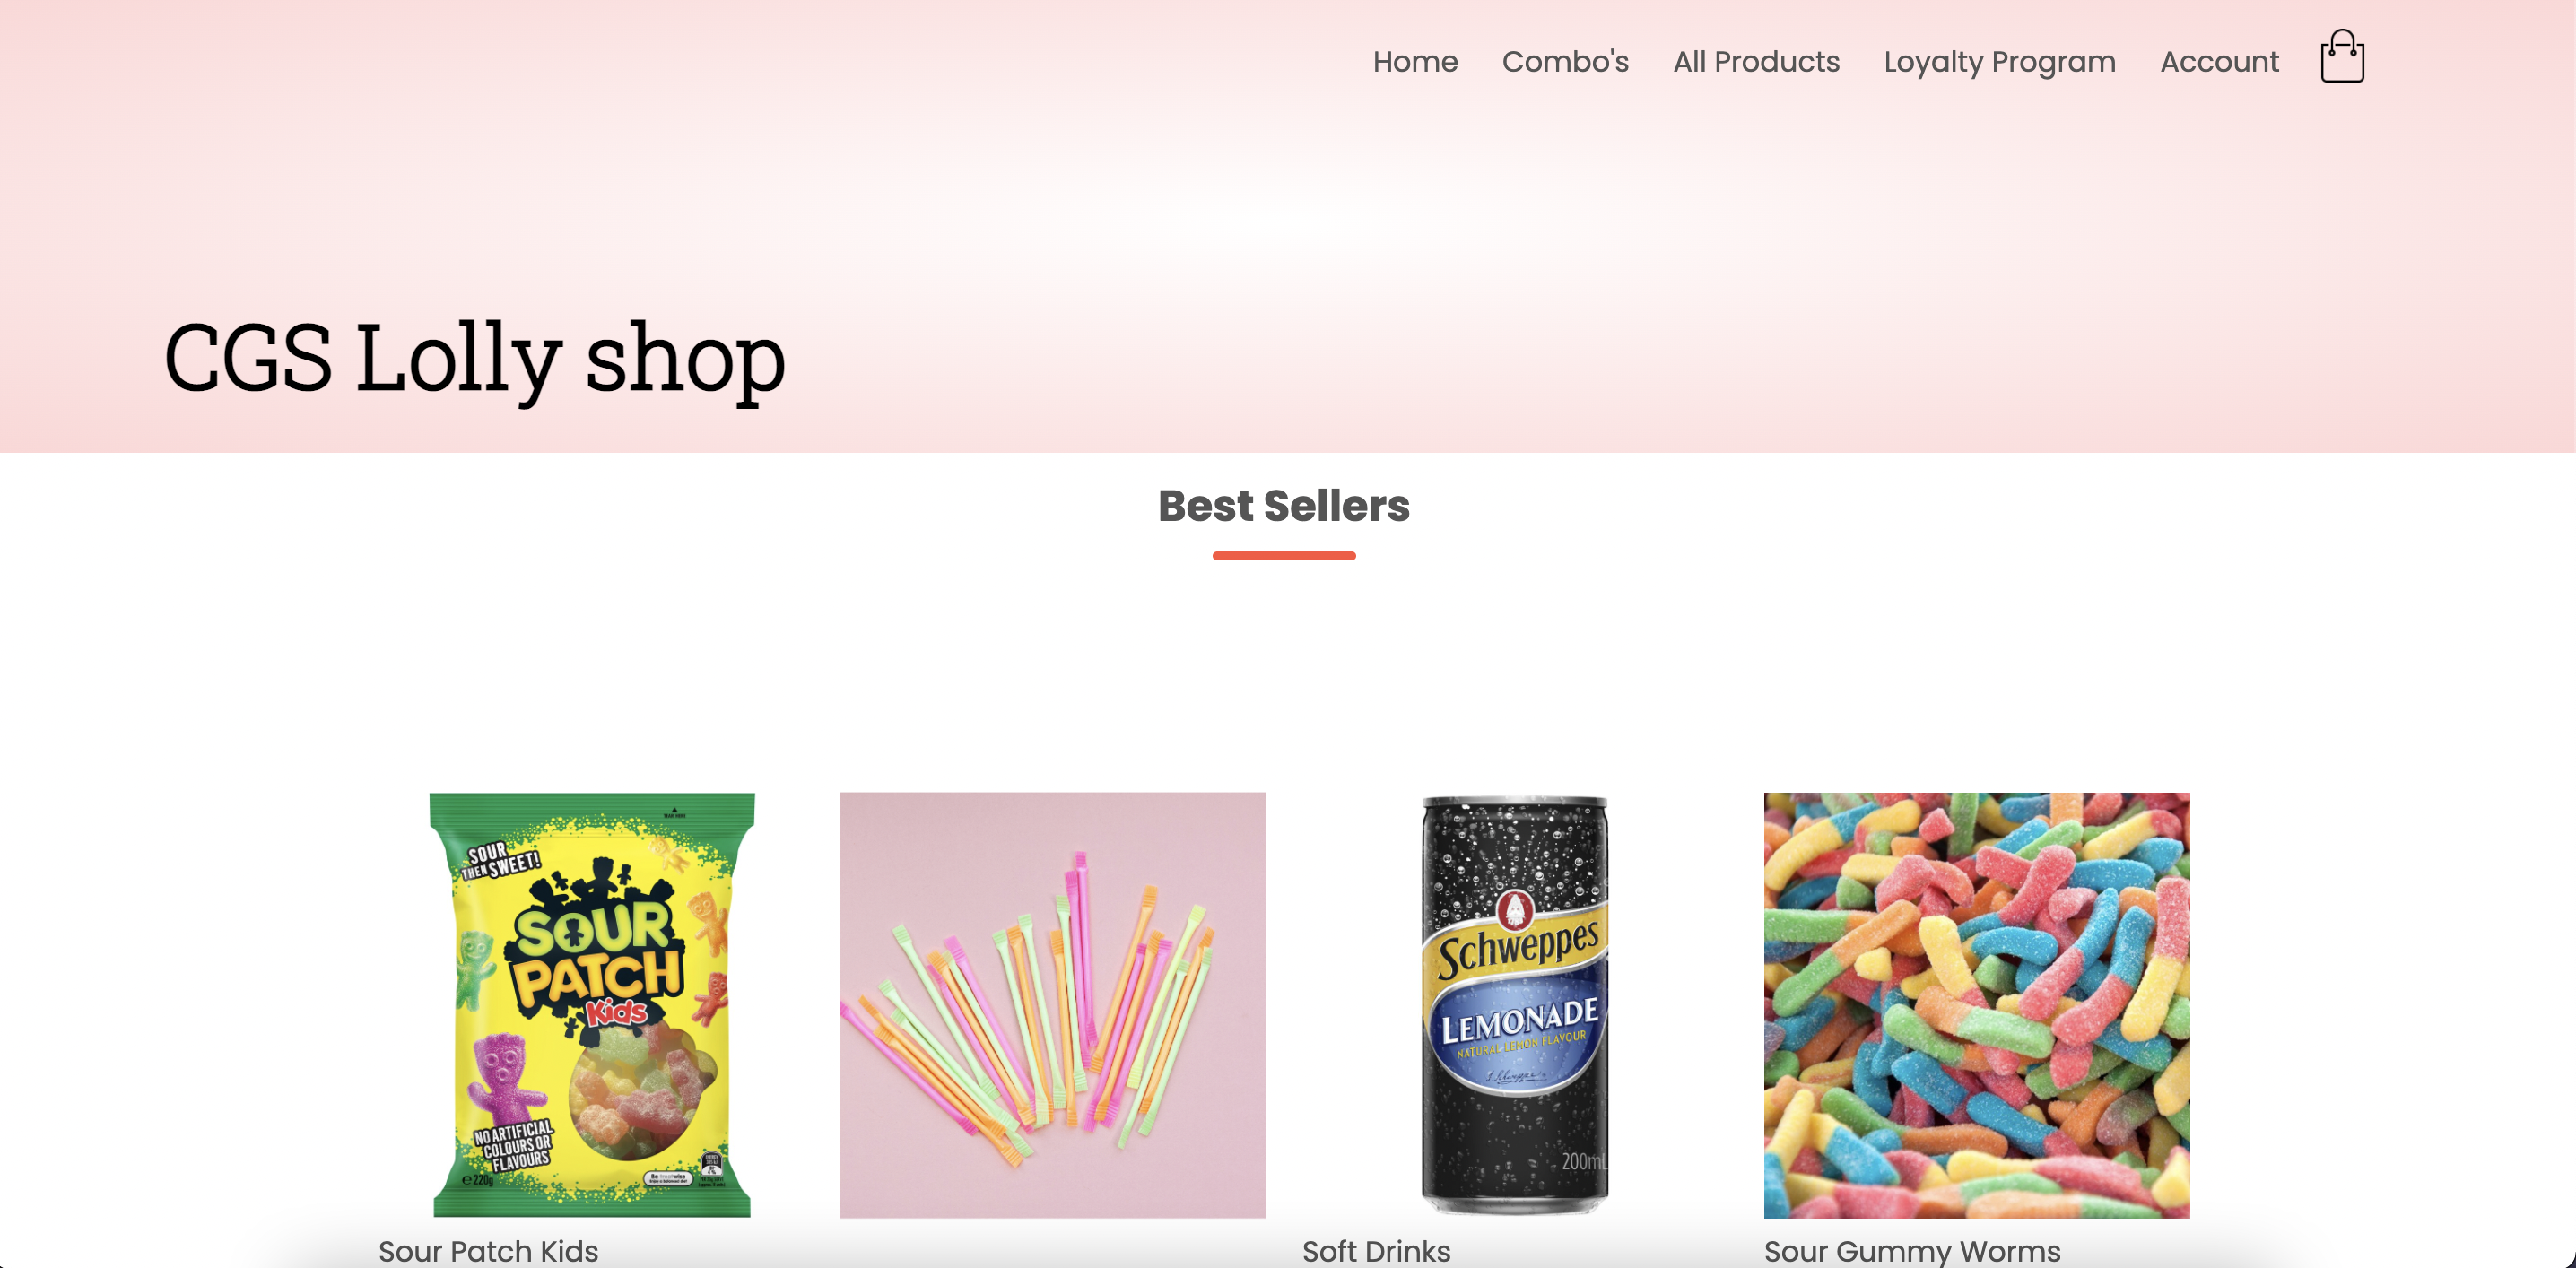 Home Combo's All Products Loyalty Program Account
CGS Lolly shop
Best Sellers
SOUR
THEN SWEET!
SOUR
PATCH
Kids
NO ARTIFICIAL
COLOURS OR
FLAVOURS
e 220g
Schweppes
LEMONADE
NATURAL LEMON FLAVOUR
200mL
Sour Patch Kids
Soft Drinks
Sour Gummy Worms